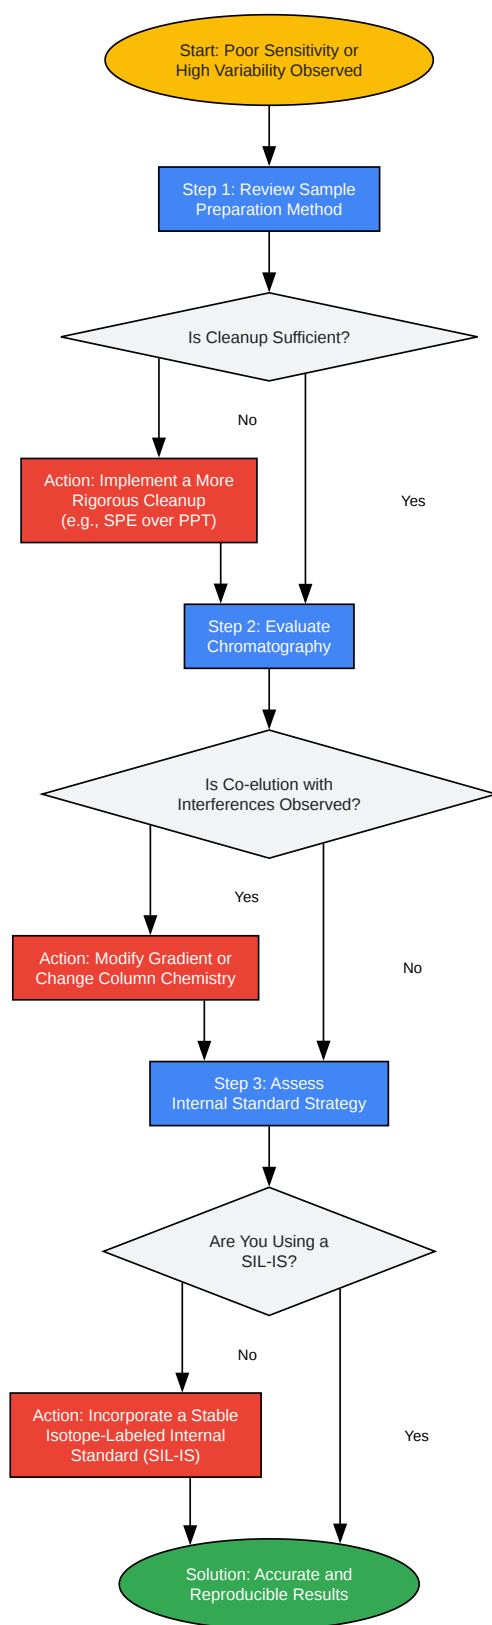 Start: Poor Sensitivity or
High Variability Observed
Step 1: Review Sample
Preparation Method
Is Cleanup Sufficient?
No
Action: Implement a More
Rigorous Cleanup
(e.g., SPE over PPT)
Yes
Step 2: Evaluate
Chromatography
Is Co-elution with
Interferences Observed?
Yes
Action: Modify Gradient or
Change Column Chemistry
No
Step 3: Assess
Internal Standard Strategy
Are You Using a
SIL-IS?
No
Action: Incorporate a Stable
Isotope-Labeled Internal
Standard (SIL-IS)
Yes
Solution: Accurate and
Reproducible Results